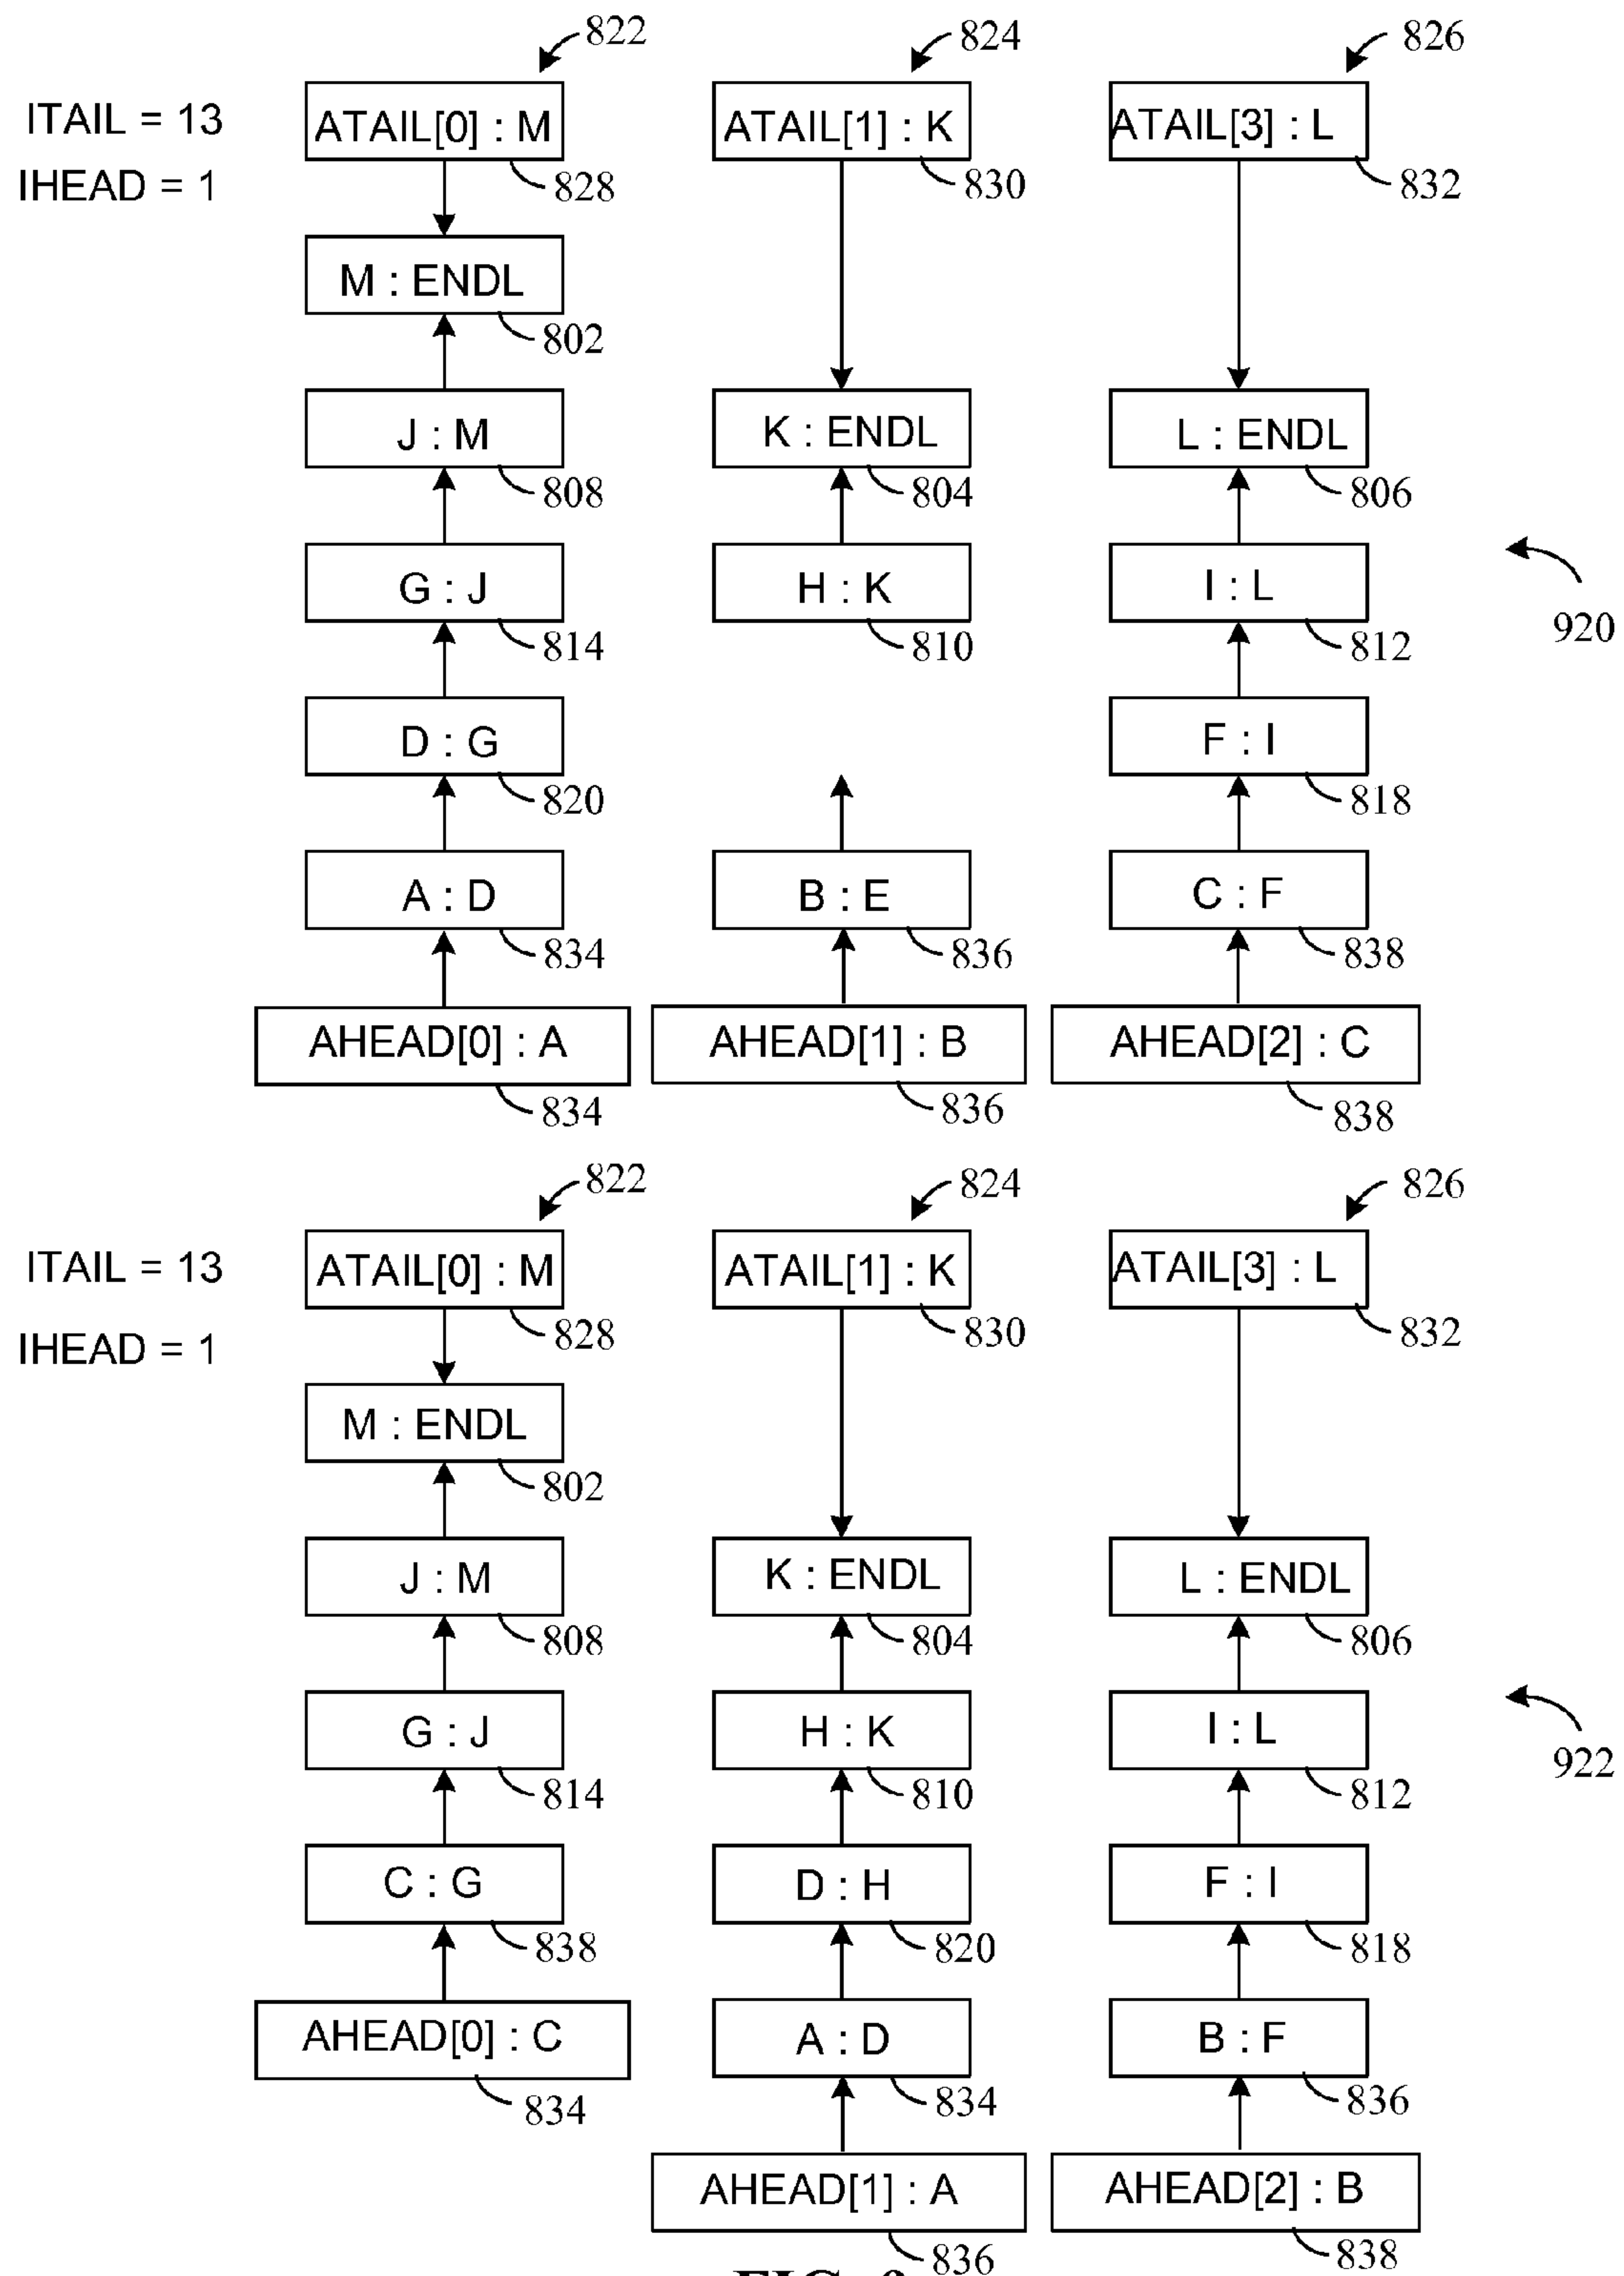 822 824 826
ITAIL = 13 ATAIL[0] : M ATAIL[1] : K ATAIL[3] : L
IHEAD = 1 828 830 832
M : ENDL
802
J : M K : ENDL L : ENDL
808 804 806
G : J H : K I : L
814 810 812 920
D : G F : I
820 818
A : D B : E C : F
834 836 838
AHEAD[0] : A AHEAD[1] : B AHEAD[2] : C
834 836 838
822 824 826
ITAIL = 13 ATAIL[0] : M ATAIL[1] : K ATAIL[3] : L
IHEAD = 1 828 830 832
M : ENDL
802
J : M K : ENDL L : ENDL
808 804 806
G : J H : K I : L
814 810 812 922
C : G D : H F : I
838 820 818
AHEAD[0] : C A : D B : F
834 834 836
AHEAD[1] : A AHEAD[2] : B
836 838